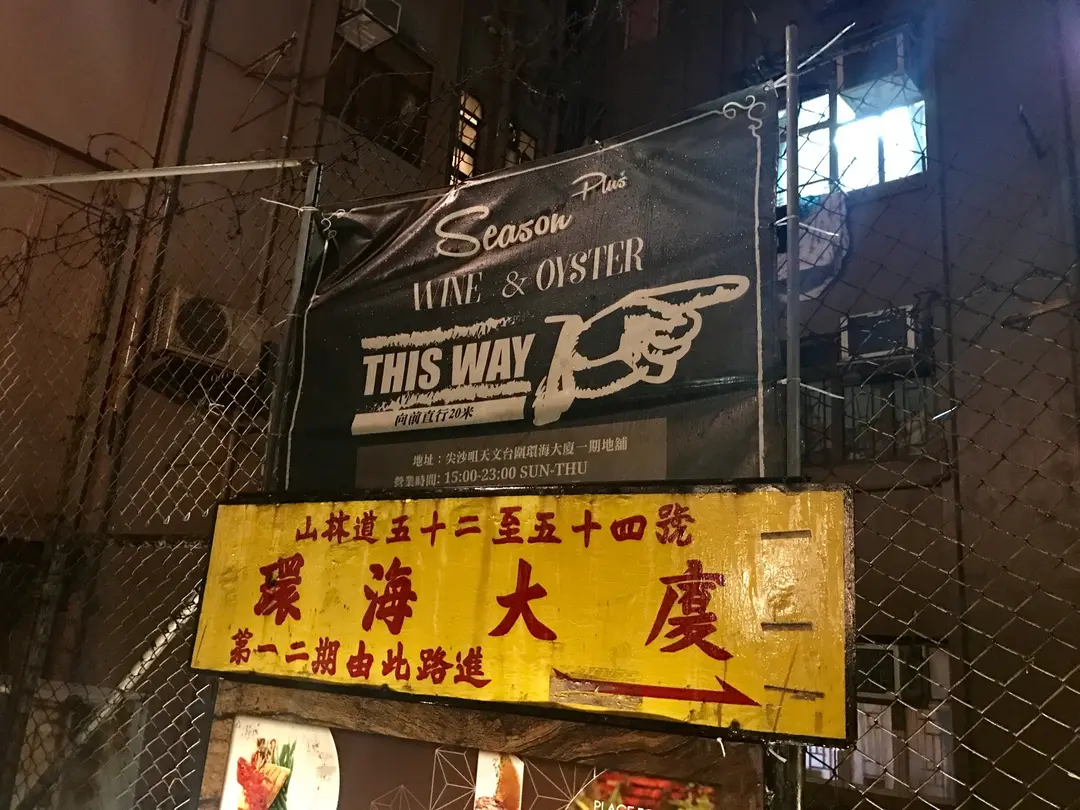 Season Plus
WINE & OYSTER
THIS WAY
向前直行20米
地址：尖沙咀天文台圍環海大廈一期地舖
營業時間: 15:00-23:00 SUN-THU
山林道五十二至五十四號
環海大廈
第一二期由此路進